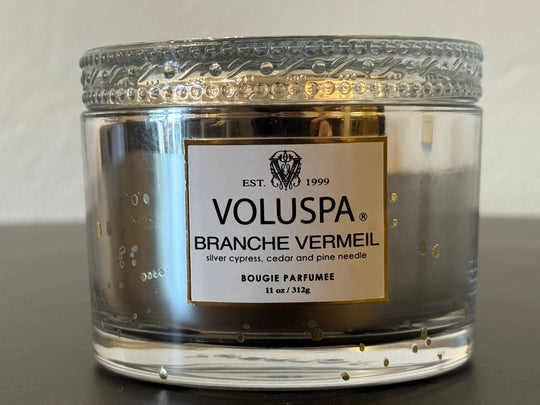 EST. 1999
VOLUSPA®
BRANCHE VERMEIL
silver cypress, cedar and pine needle
BOUGIE PARFUMEE
11 oz / 312g